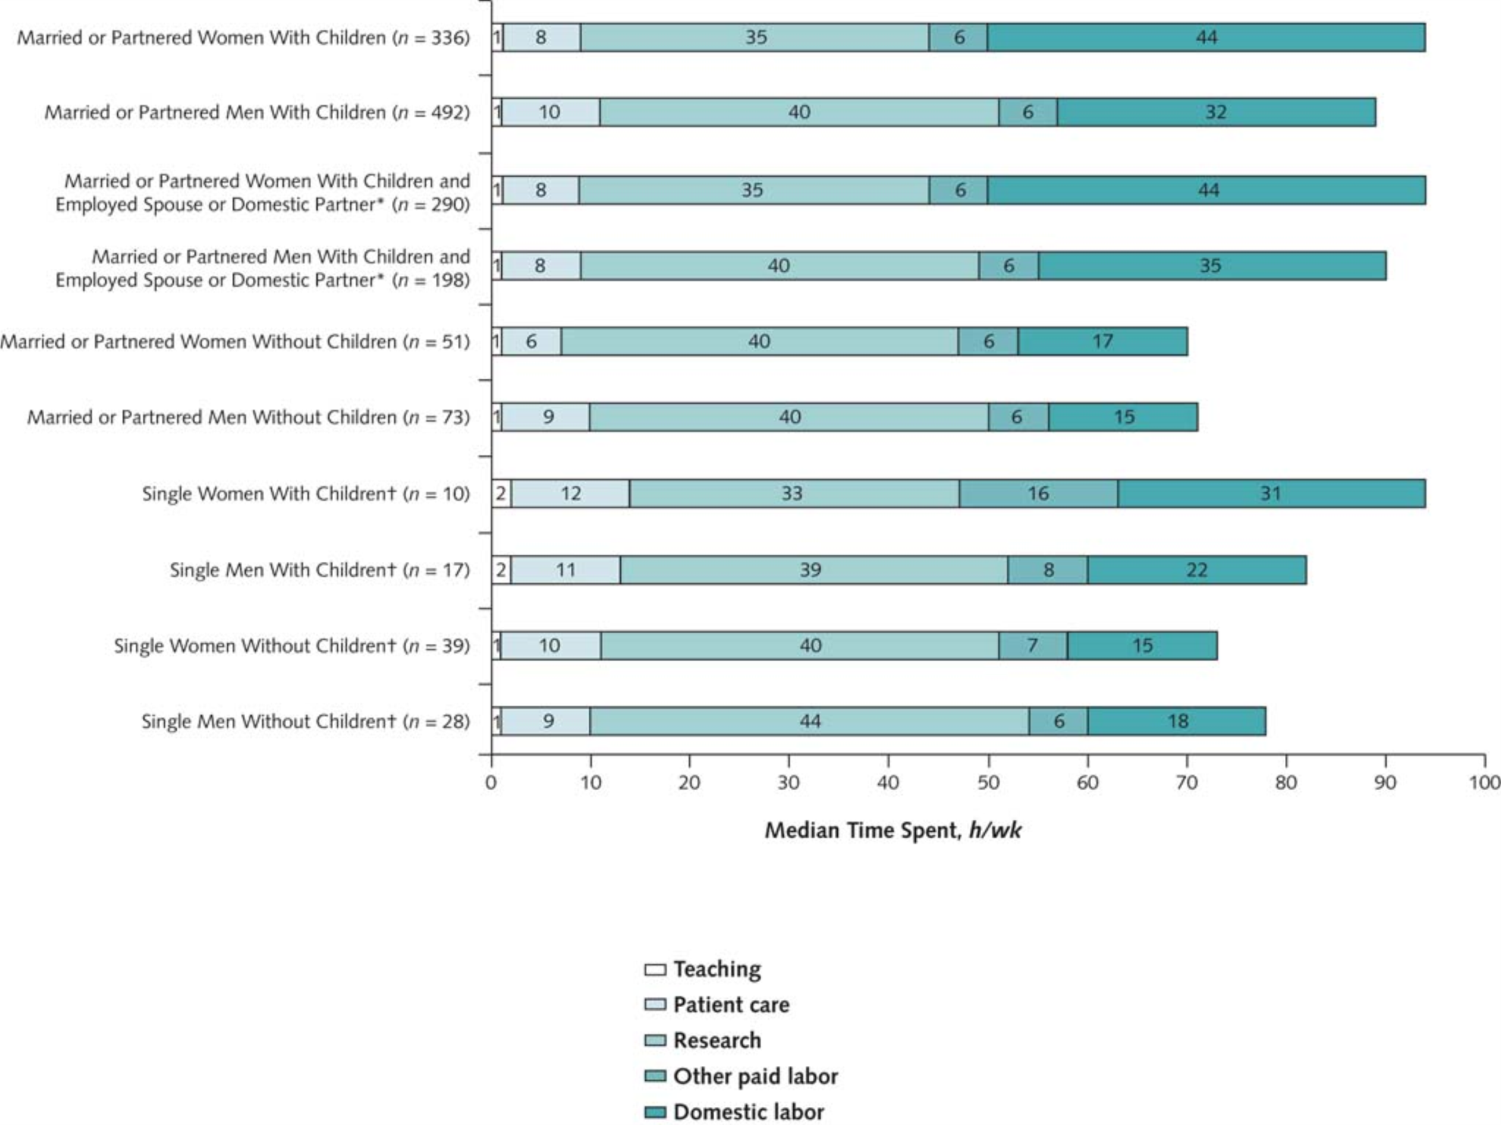 Married or Partnered Women With Children (n = 336) 1 8 35 6 44
Married or Partnered Men With Children (n = 492) 1 10 40 6 32
Married or Partnered Women With Children and
Employed Spouse or Domestic Partner* (n = 290) 1 8 35 6 44
Married or Partnered Men With Children and
Employed Spouse or Domestic Partner* (n = 198) 1 8 40 6 35
Married or Partnered Women Without Children (n = 51) 1 6 40 6 17
Married or Partnered Men Without Children (n = 73) 1 9 40 6 15
Single Women With Children† (n = 10) 2 12 33 16 31
Single Men With Children† (n = 17) 2 11 39 8 22
Single Women Without Children† (n = 39) 1 10 40 7 15
Single Men Without Children† (n = 28) 1 9 44 6 18
0 10 20 30 40 50 60 70 80 90 100
Median Time Spent, h/wk
Teaching
Patient care
Research
Other paid labor
Domestic labor